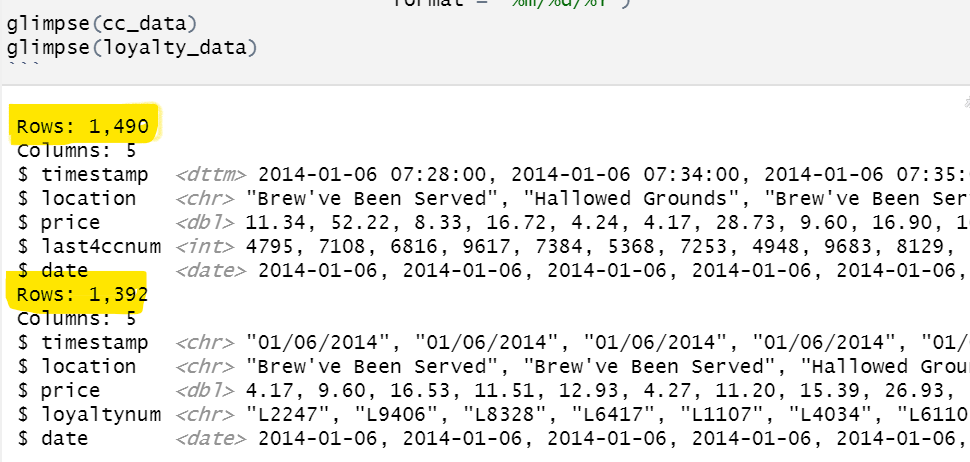 format = "%m/%d/%Y")
glimpse(cc_data)
glimpse(loyalty_data)
```
Rows: 1,490
Columns: 5
$ timestamp <dttm> 2014-01-06 07:28:00, 2014-01-06 07:34:00, 2014-01-06 07:35:
$ location <chr> "Brew've Been Served", "Hallowed Grounds", "Brew've Been Ser
$ price <dbl> 11.34, 52.22, 8.33, 16.72, 4.24, 4.17, 28.73, 9.60, 16.90, 1
$ last4ccnum <int> 4795, 7108, 6816, 9617, 7384, 5368, 7253, 4948, 9683, 8129,
$ date <date> 2014-01-06, 2014-01-06, 2014-01-06, 2014-01-06, 2014-01-06,
Rows: 1,392
Columns: 5
$ timestamp <chr> "01/06/2014", "01/06/2014", "01/06/2014", "01/06/2014", "01/
$ location <chr> "Brew've Been Served", "Brew've Been Served", "Hallowed Grou
$ price <dbl> 4.17, 9.60, 16.53, 11.51, 12.93, 4.27, 11.20, 15.39, 26.93,
$ loyaltynum <chr> "L2247", "L9406", "L8328", "L6417", "L1107", "L4034", "L6110
$ date <date> 2014-01-06, 2014-01-06, 2014-01-06, 2014-01-06, 2014-01-06,